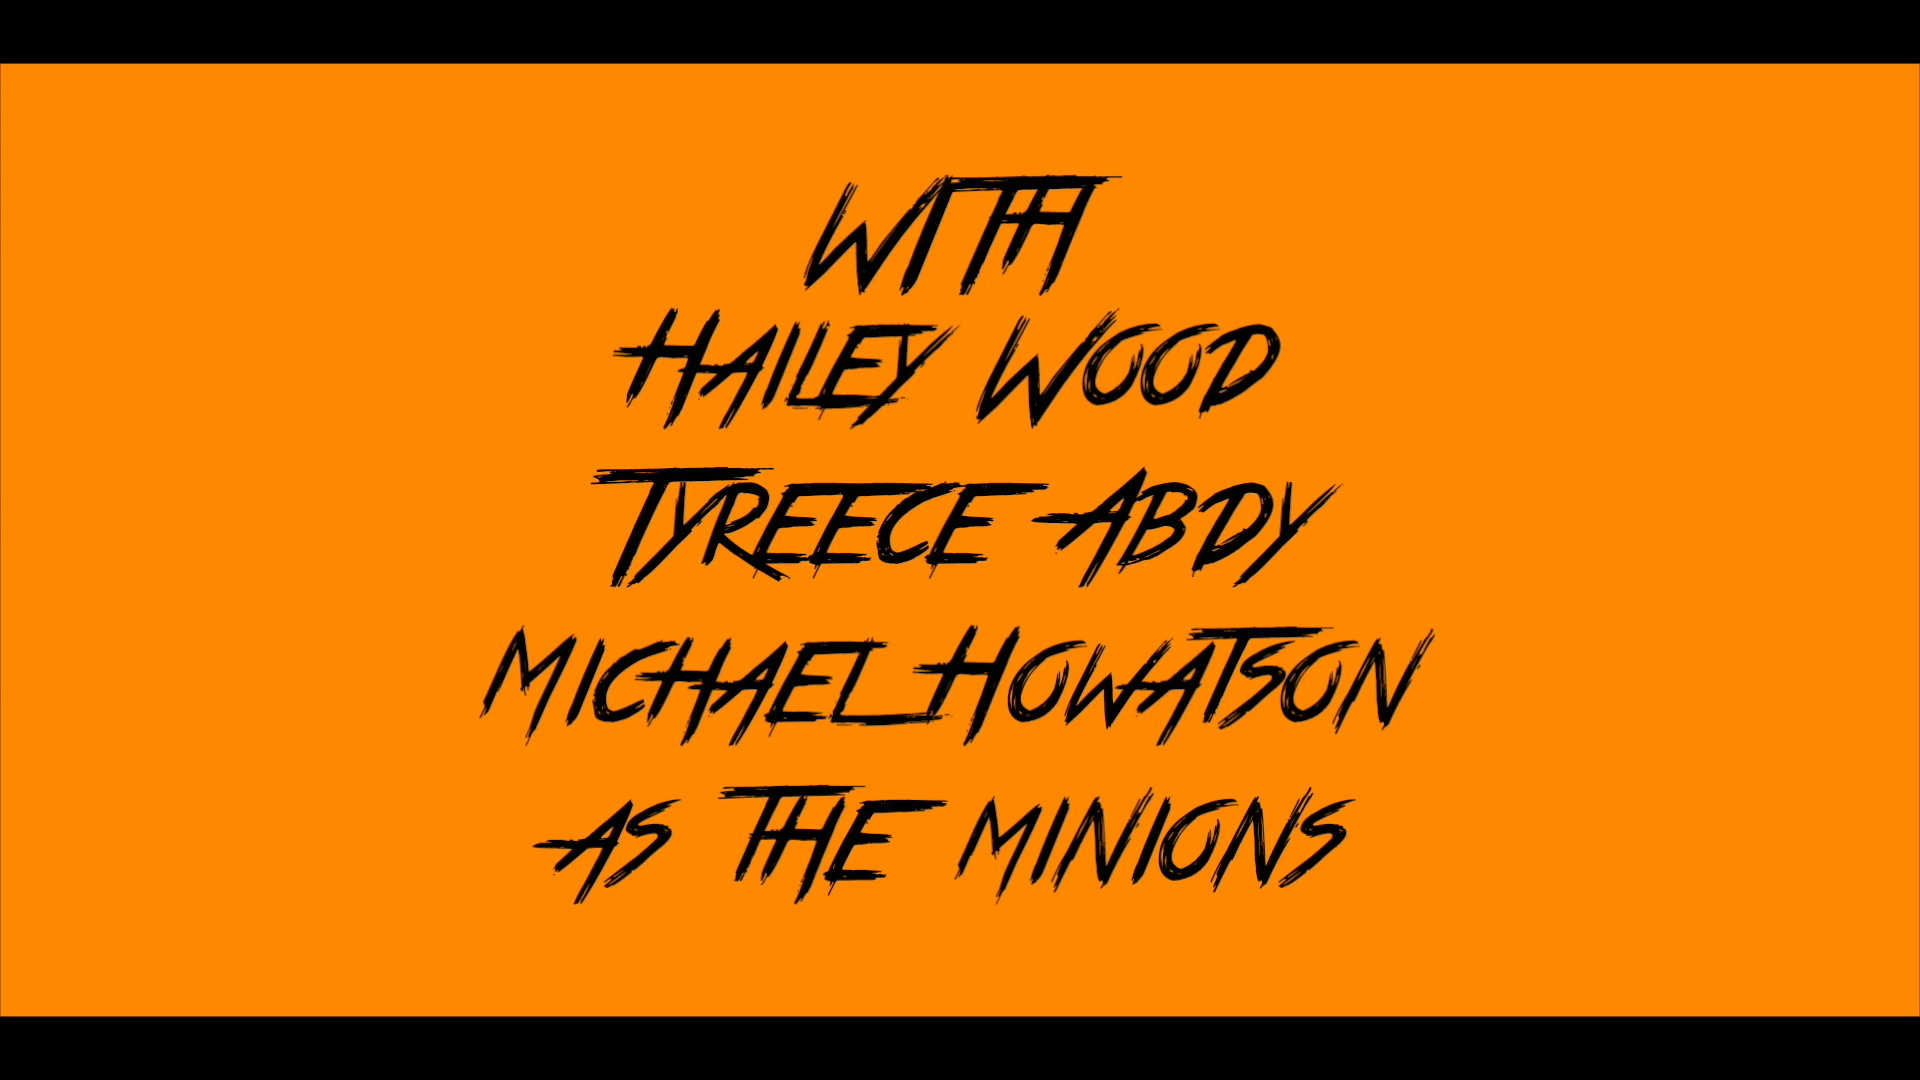 WITH
HAILEY WOOD
TYREECE ABDY
MICHAEL HOWATSON
AS THE MINIONS